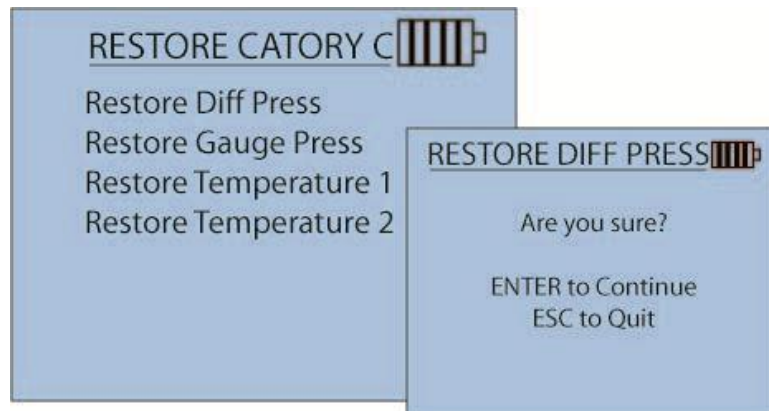 RESTORE CATORY C
Restore Diff Press
Restore Gauge Press
Restore Temperature 1
Restore Temperature 2
RESTORE DIFF PRESS
Are you sure?
ENTER to Continue
ESC to Quit